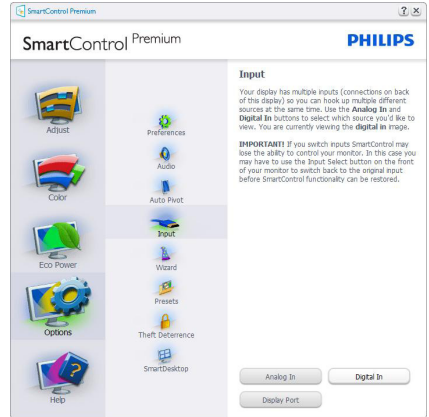 SmartControl Premium
SmartControl Premium
PHILIPS
Adjust
Color
Eco Power
Options
Help
Preferences
Audio
Auto Pivot
Input
Wizard
Presets
Theft Deterrence
SmartDesktop
Input
Your display has multiple inputs (connections on back
of this display) so you can hook up multiple different
sources at the same time. Use the Analog In and
Digital In buttons to select which source you'd like to
view. You are currently viewing the digital in image.
IMPORTANT! If you switch inputs SmartControl may
lose the ability to control your monitor. In this case you
may have to use the Input Select button on the front
of your monitor to switch back to the original input
before SmartControl functionality can be restored.
Analog In
Digital In
Display Port